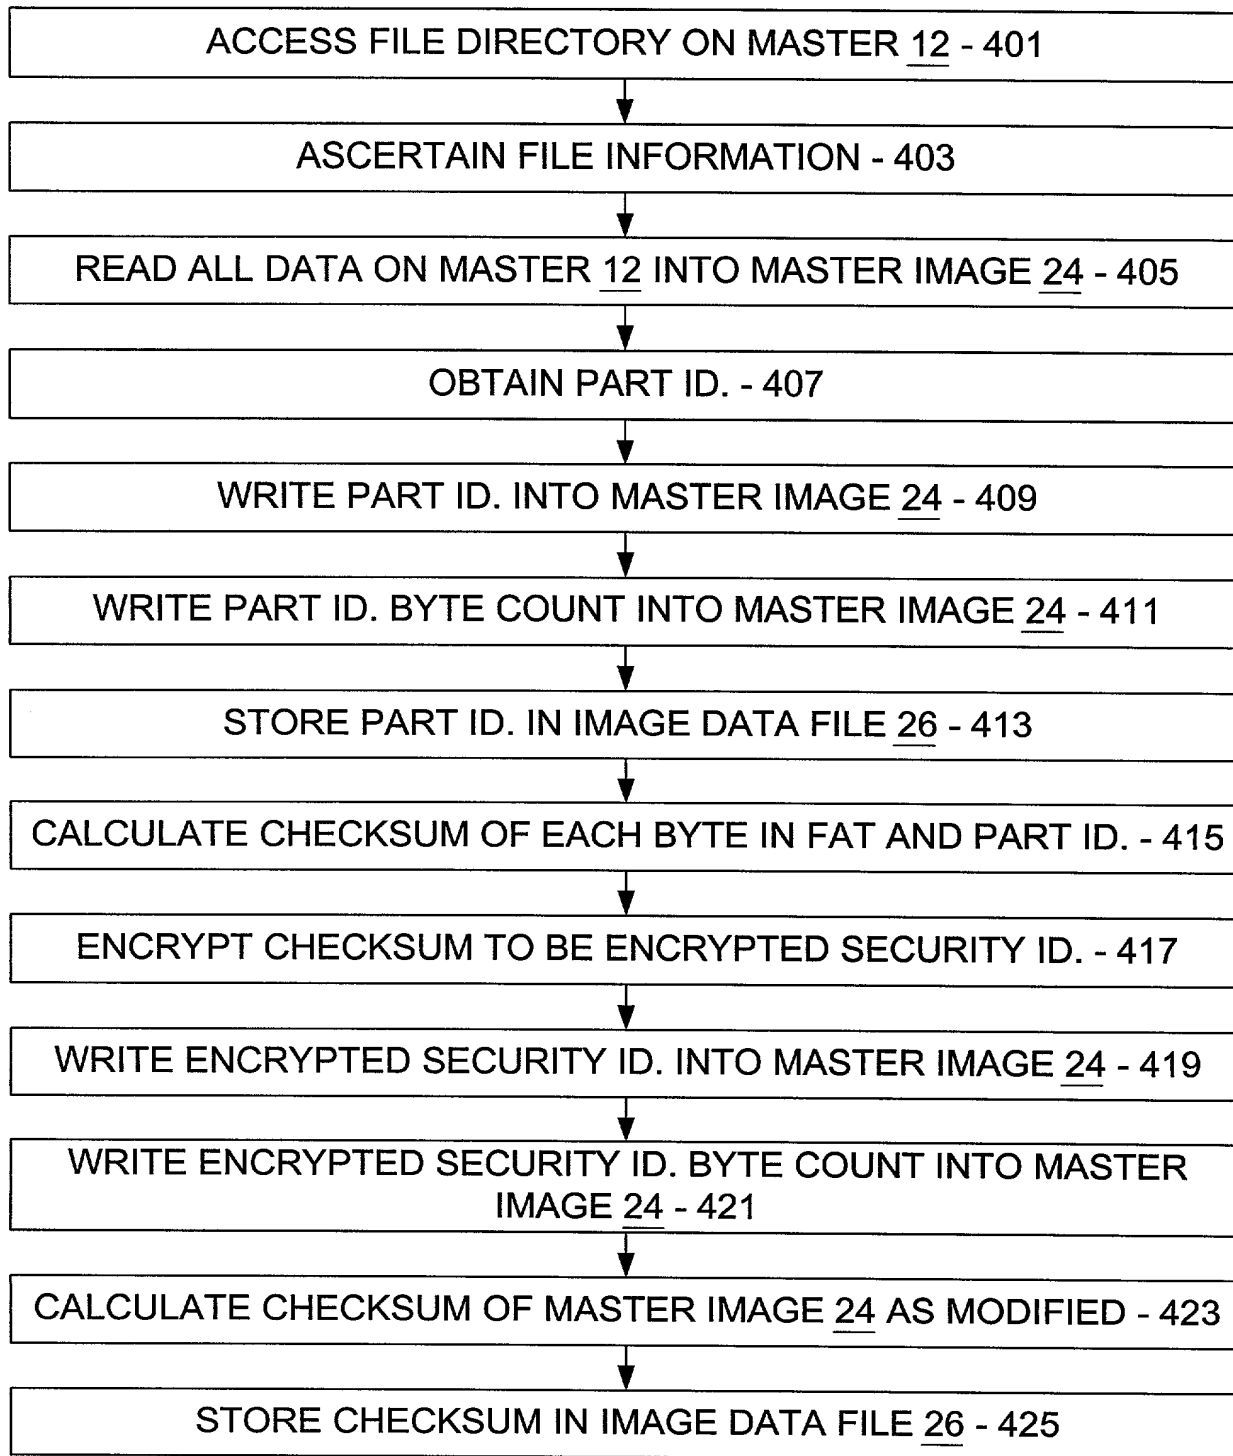 ACCESS FILE DIRECTORY ON MASTER 12 - 401
ASCERTAIN FILE INFORMATION - 403
READ ALL DATA ON MASTER 12 INTO MASTER IMAGE 24 - 405
OBTAIN PART ID. - 407
WRITE PART ID. INTO MASTER IMAGE 24 - 409
WRITE PART ID. BYTE COUNT INTO MASTER IMAGE 24 - 411
STORE PART ID. IN IMAGE DATA FILE 26 - 413
CALCULATE CHECKSUM OF EACH BYTE IN FAT AND PART ID. - 415
ENCRYPT CHECKSUM TO BE ENCRYPTED SECURITY ID. - 417
WRITE ENCRYPTED SECURITY ID. INTO MASTER IMAGE 24 - 419
WRITE ENCRYPTED SECURITY ID. BYTE COUNT INTO MASTER
IMAGE 24 - 421
CALCULATE CHECKSUM OF MASTER IMAGE 24 AS MODIFIED - 423
STORE CHECKSUM IN IMAGE DATA FILE 26 - 425